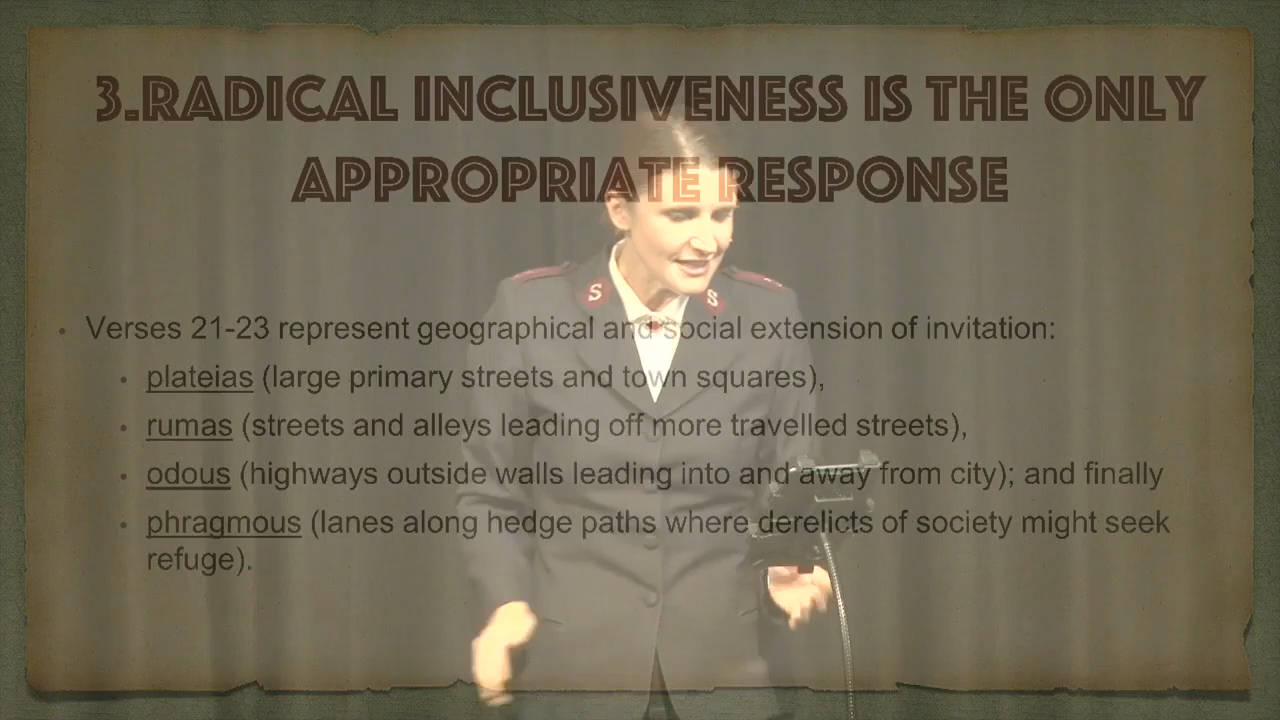 3.RADICAL INCLUSIVENESS IS THE ONLY
APPROPRIATE RESPONSE
S S
• Verses 21-23 represent geographical and social extension of invitation:
• plateias (large primary streets and town squares),
• rumas (streets and alleys leading off more travelled streets),
• odous (highways outside walls leading into and away from city); and finally
• phragmous (lanes along hedge paths where derelicts of society might seek
refuge).